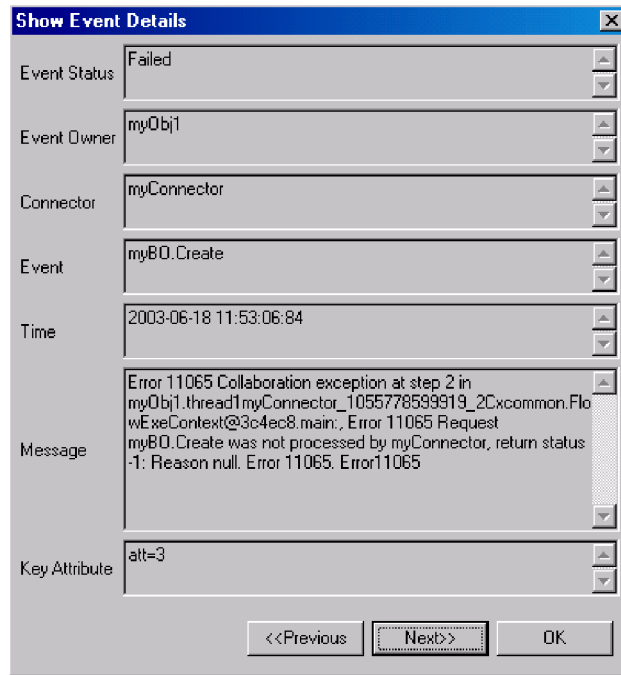 Show Event Details
Event Status
Failed
Event Owner
myObj1
Connector
myConnector
Event
myBO.Create
Time
2003-06-18 11:53:06:84
Message
Error 11065 Collaboration exception at step 2 in
myObj1.thread1myConnector_1055778599919_2Cxcommon.Flo
wExeContext@3c4ec8.main:, Error 11065 Request
myBO.Create was not processed by myConnector, return status
-1: Reason null. Error 11065. Error11065
Key Attribute
att=3
<<Previous
Next>>
OK